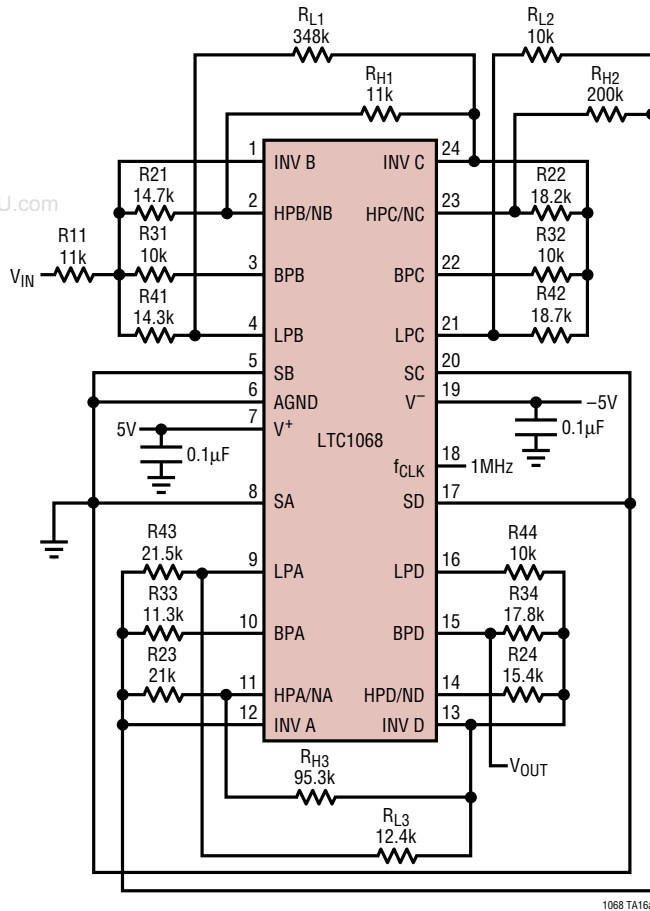 RL1
348k
RL2
10k
RH1
11k
RH2
200k
1
INV B
INV C
24
U.com
R21
14.7k
2
HPB/NB
HPC/NC
23
R22
18.2k
R11
11k
VIN
R31
10k
3
BPB
BPC
22
R32
10k
R41
14.3k
4
LPB
LPC
21
R42
18.7k
5
SB
SC
20
6
AGND
V−
19
−5V
5V
7
V+
LTC1068
0.1µF
0.1µF
fCLK
18
1MHz
8
SA
SD
17
R43
21.5k
9
LPA
LPD
16
R44
10k
R33
11.3k
10
BPA
BPD
15
R34
17.8k
R23
21k
11
HPA/NA
HPD/ND
14
R24
15.4k
12
INV A
INV D
13
VOUT
RH3
95.3k
RL3
12.4k